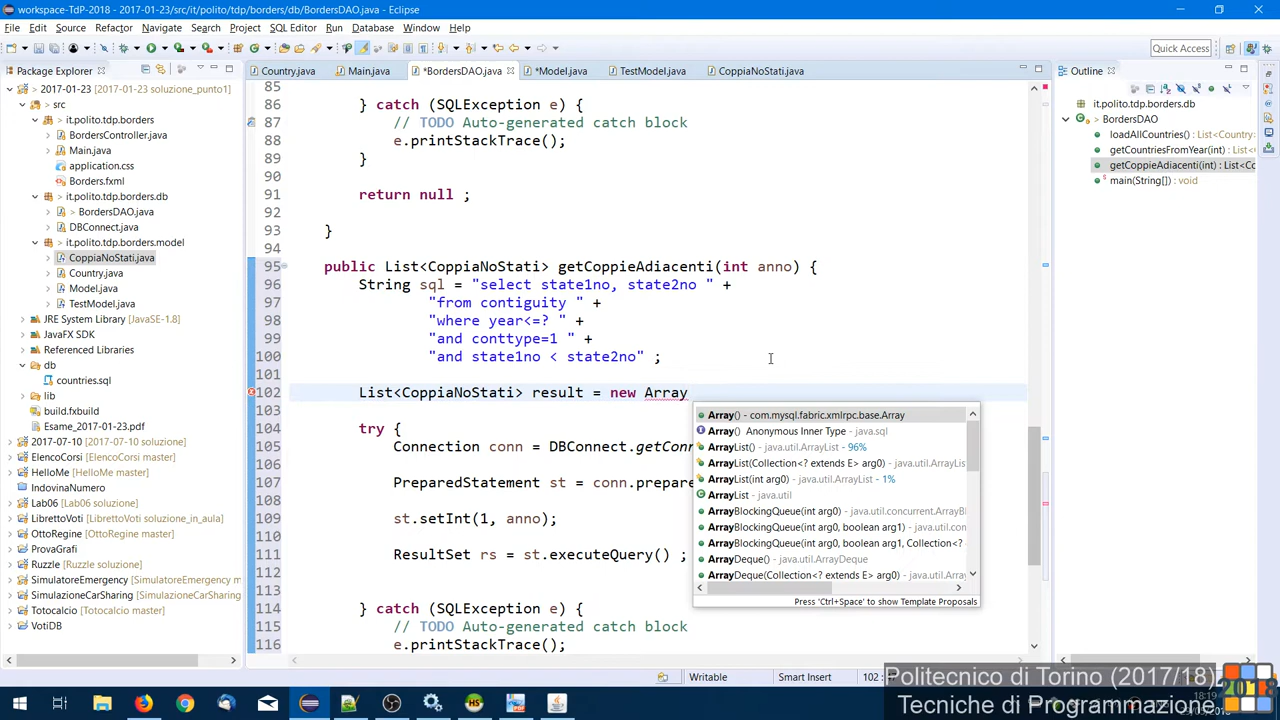 workspace-TdP-2018 - 2017-01-23/src/it/polito/tdp/borders/db/BordersDAO.java - Eclipse
File Edit Source Refactor Navigate Search Project SQL Editor Run Database Window Help
Quick Access
Package Explorer
Country.java Main.java *BordersDAO.java *Model.java TestModel.java CoppiaNoStati.java
Outline
2017-01-23 [2017-01-23 soluzione_punto1]
src
it.polito.tdp.borders
BordersController.java
Main.java
application.css
Borders.fxml
it.polito.tdp.borders.db
BordersDAO.java
DBConnect.java
it.polito.tdp.borders.model
CoppiaNoStati.java
Country.java
Model.java
TestModel.java
JRE System Library [JavaSE-1.8]
JavaFX SDK
Referenced Libraries
db
countries.sql
lib
build.fxbuild
Esame_2017-01-23.pdf
2017-07-10 [2017-07-10 soluzione]
ElencoCorsi [ElencoCorsi master]
HelloMe [HelloMe master]
IndovinaNumero
Lab06 [Lab06 soluzione]
LibrettoVoti [LibrettoVoti soluzione_in_aula]
OttoRegine [OttoRegine master]
ProvaGrafi
Ruzzle [Ruzzle soluzione]
SimulatoreEmergency [SimulatoreEmergency master]
SimulazioneCarSharing [SimulazioneCarSharing master]
Totocalcio [Totocalcio master]
VotiDB
85
86 } catch (SQLException e) {
87 // TODO Auto-generated catch block
88 e.printStackTrace();
89 }
90
91 return null ;
92
93 }
94
95 public List<CoppiaNoStati> getCoppieAdiacenti(int anno) {
96 String sql = "select state1no, state2no " +
97 "from contiguity " +
98 "where year<=? " +
99 "and conttype=1 " +
100 "and state1no < state2no" ;
101
102 List<CoppiaNoStati> result = new Array
103
104 try {
105 Connection conn = DBConnect.getConn
106
107 PreparedStatement st = conn.prepare
108
109 st.setInt(1, anno);
110
111 ResultSet rs = st.executeQuery() ;
112
113
114 } catch (SQLException e) {
115 // TODO Auto-generated catch block
116 e.printStackTrace();
Array() - com.mysql.fabric.xmlrpc.base.Array
Array() Anonymous Inner Type - java.sql
ArrayList() - java.util.ArrayList - 96%
ArrayList(Collection<? extends E> arg0) - java.util.ArrayLis
ArrayList(int arg0) - java.util.ArrayList - 1%
ArrayList - java.util
ArrayBlockingQueue(int arg0) - java.util.concurrent.ArrayB
ArrayBlockingQueue(int arg0, boolean arg1) - java.util.con
ArrayBlockingQueue(int arg0, boolean arg1, Collection<?
ArrayDeque() - java.util.ArrayDeque
ArrayDeque(Collection<? extends E> arg0) - java.util.Array
Press 'Ctrl+Space' to show Template Proposals
it.polito.tdp.borders.db
BordersDAO
loadAllCountries() : List<Country
getCountriesFromYear(int) : List<
getCoppieAdiacenti(int) : List<Co
main(String[]) : void
Writable Smart Insert 102 :
Politecnico di Torino (2017/18)
Tecniche di Programmazione
2018
18:19